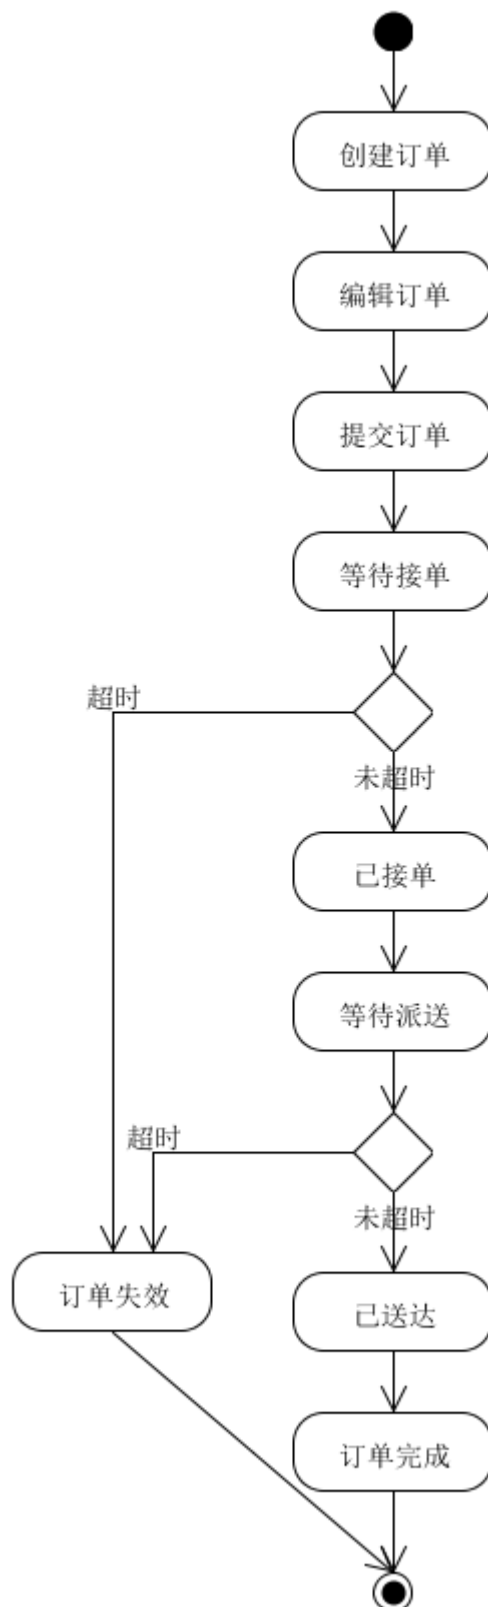 创建订单
编辑订单
提交订单
等待接单
超时
未超时
已接单
等待派送
超时
未超时
订单失效
已送达
订单完成